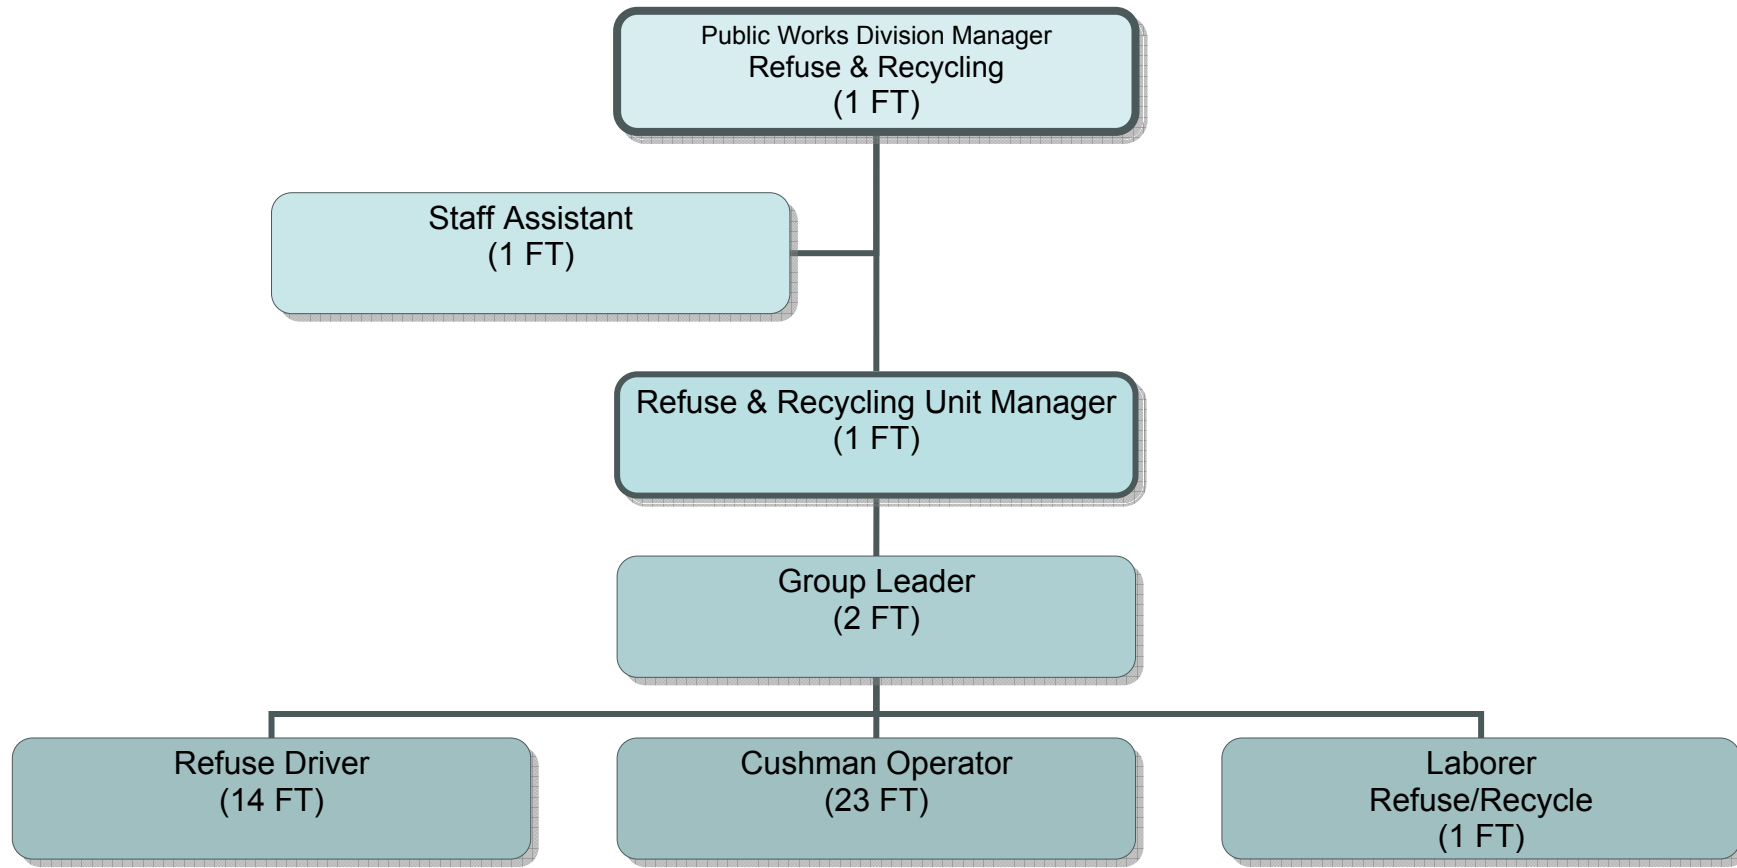 Public Works Division Manager
Refuse & Recycling
(1 FT)
Staff Assistant
(1 FT)
Refuse & Recycling Unit Manager
(1 FT)
Group Leader
(2 FT)
Refuse Driver
(14 FT)
Cushman Operator
(23 FT)
Laborer
Refuse/Recycle
(1 FT)